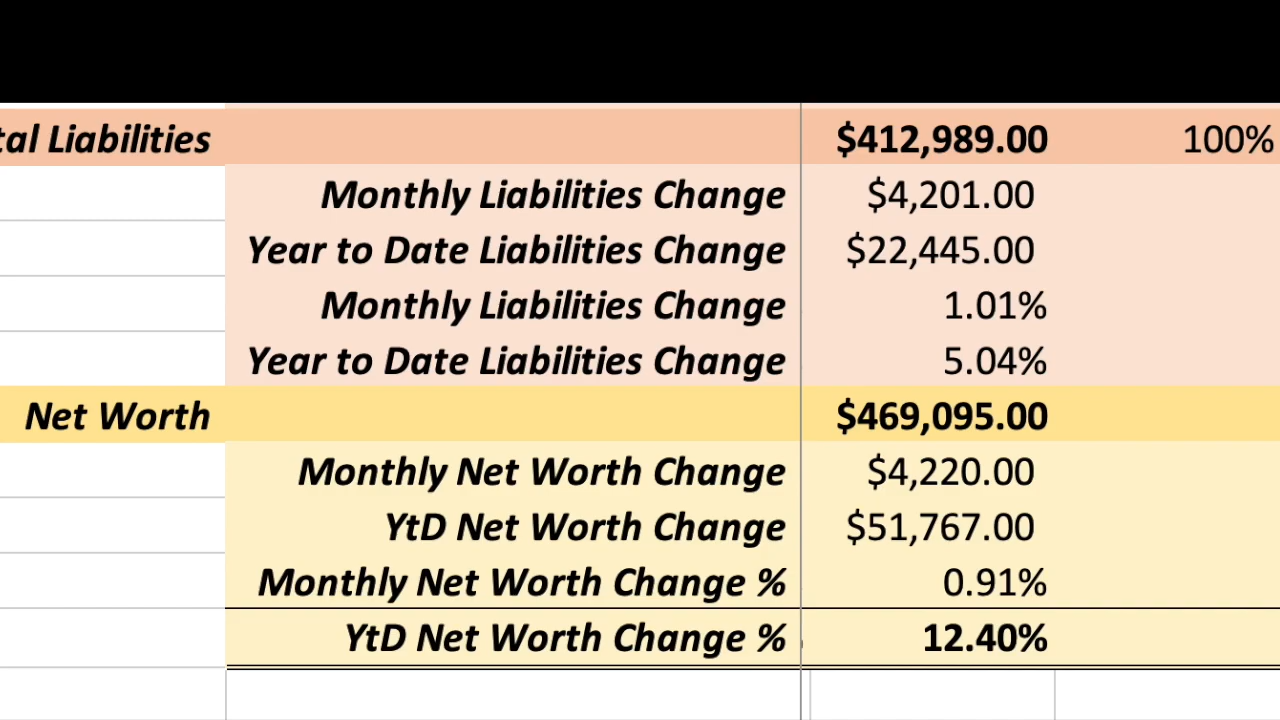 tal Liabilities $412,989.00 100%
Monthly Liabilities Change $4,201.00
Year to Date Liabilities Change $22,445.00
Monthly Liabilities Change 1.01%
Year to Date Liabilities Change 5.04%
Net Worth $469,095.00
Monthly Net Worth Change $4,220.00
YtD Net Worth Change $51,767.00
Monthly Net Worth Change % 0.91%
YtD Net Worth Change % 12.40%